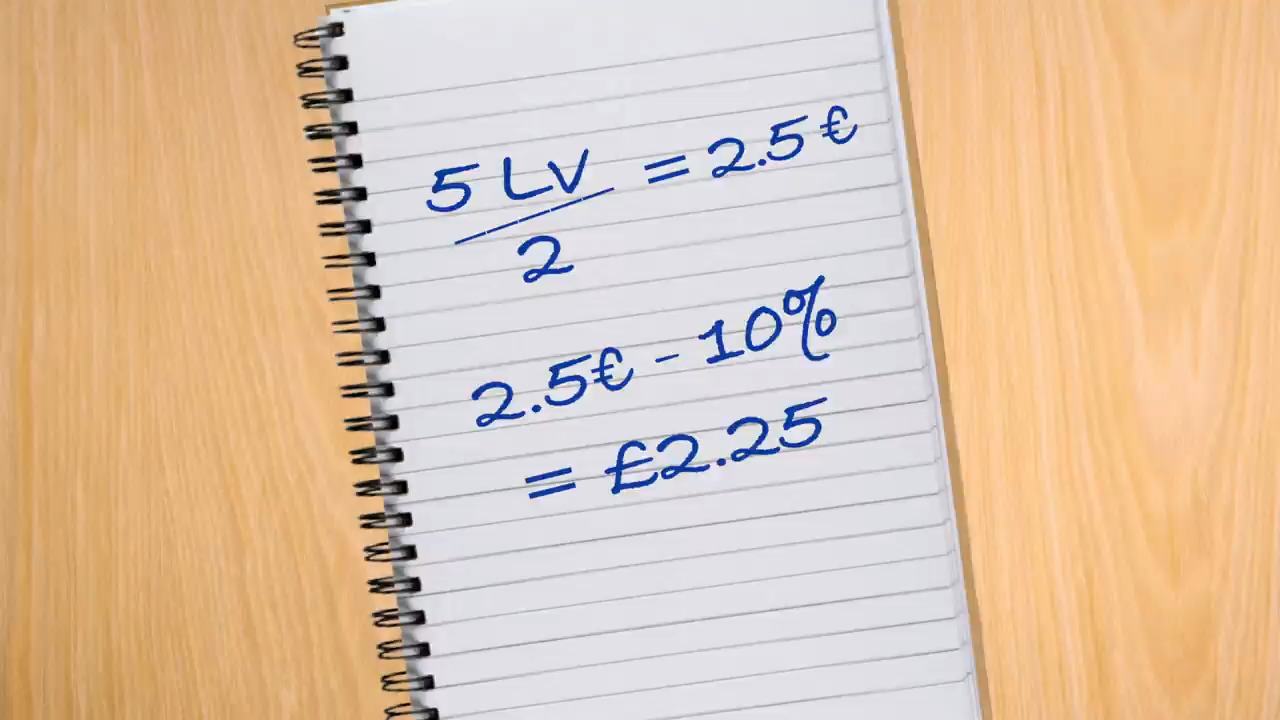 5 LV = 2.5€
2
2.5€ - 10%
= £2.25